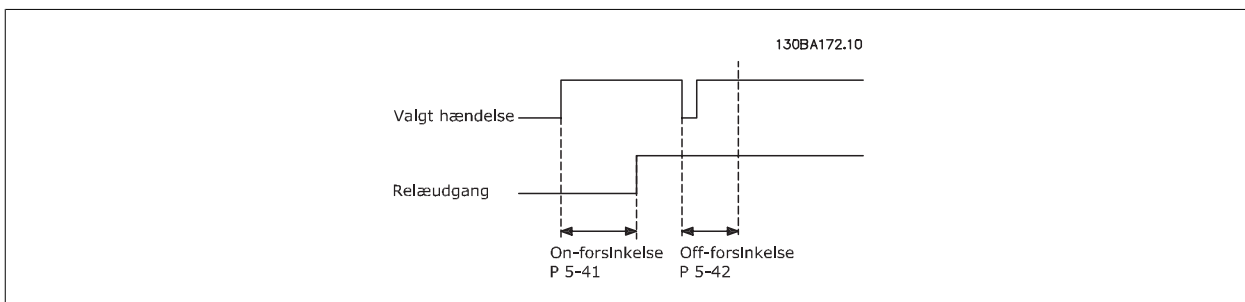 130BA172.10
Valgt hændelse
Relæudgang
On-forsinkelse
P 5-41
Off-forsinkelse
P 5-42